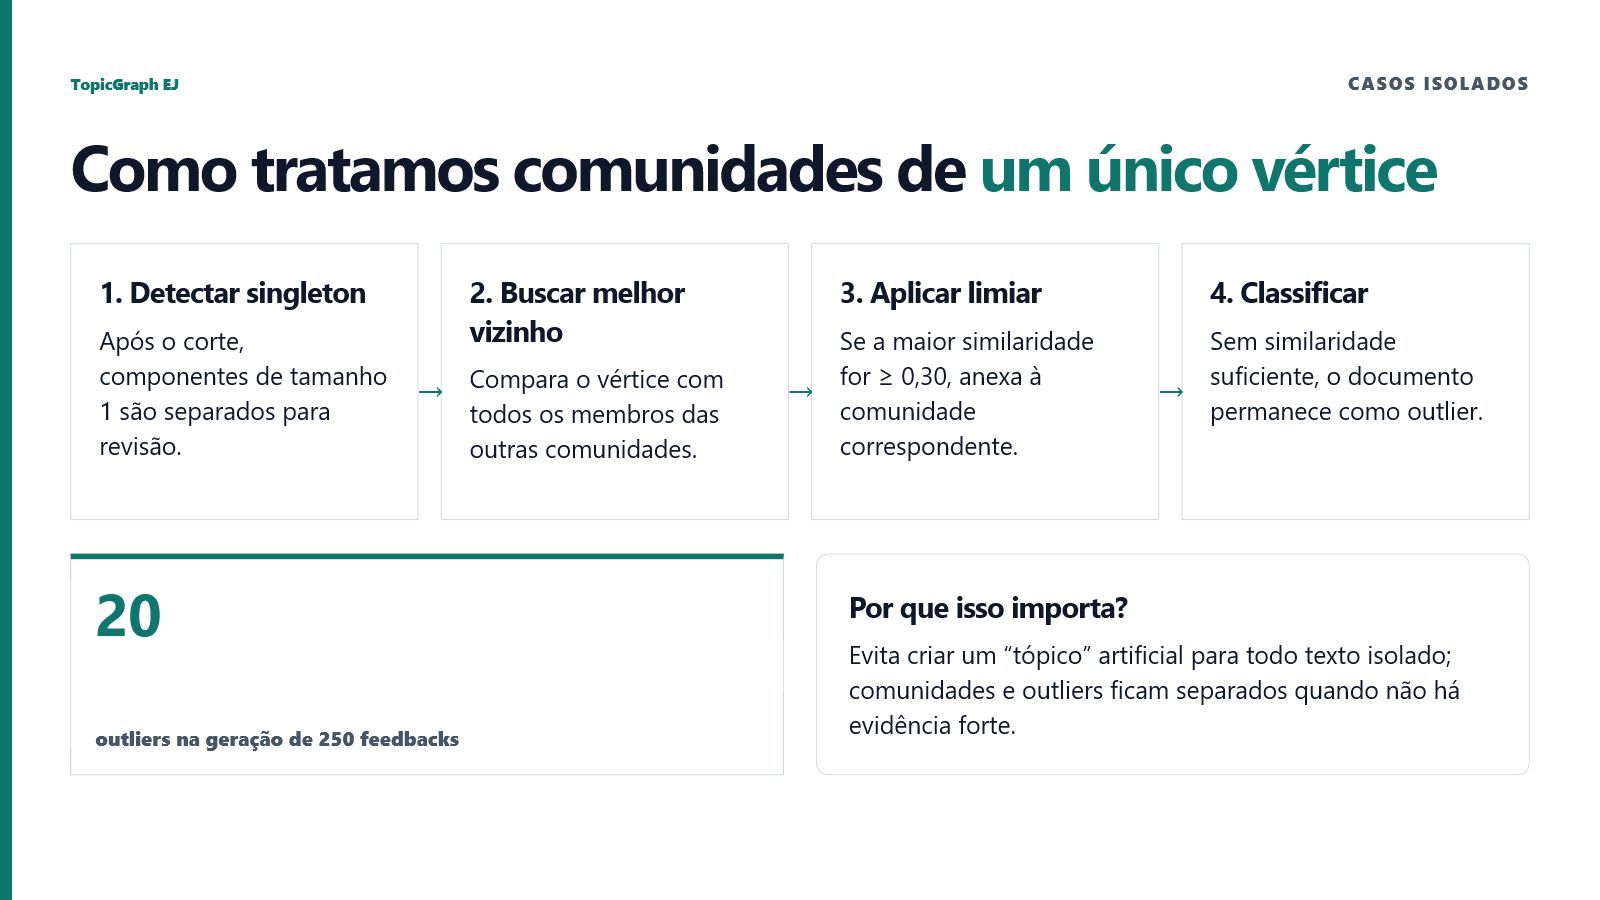 TopicGraph EJ
CASOS ISOLADOS
Como tratamos comunidades de um único vértice
1. Detectar singleton
Após o corte,
componentes de tamanho
1 são separados para
revisão.
→
2. Buscar melhor
vizinho
Compara o vértice com
todos os membros das
outras comunidades.
→
3. Aplicar limiar
Se a maior similaridade
for ≥ 0,30, anexa à
comunidade
correspondente.
→
4. Classificar
Sem similaridade
suficiente, o documento
permanece como outlier.
20
outliers na geração de 250 feedbacks
Por que isso importa?
Evita criar um “tópico” artificial para todo texto isolado;
comunidades e outliers ficam separados quando não há
evidência forte.